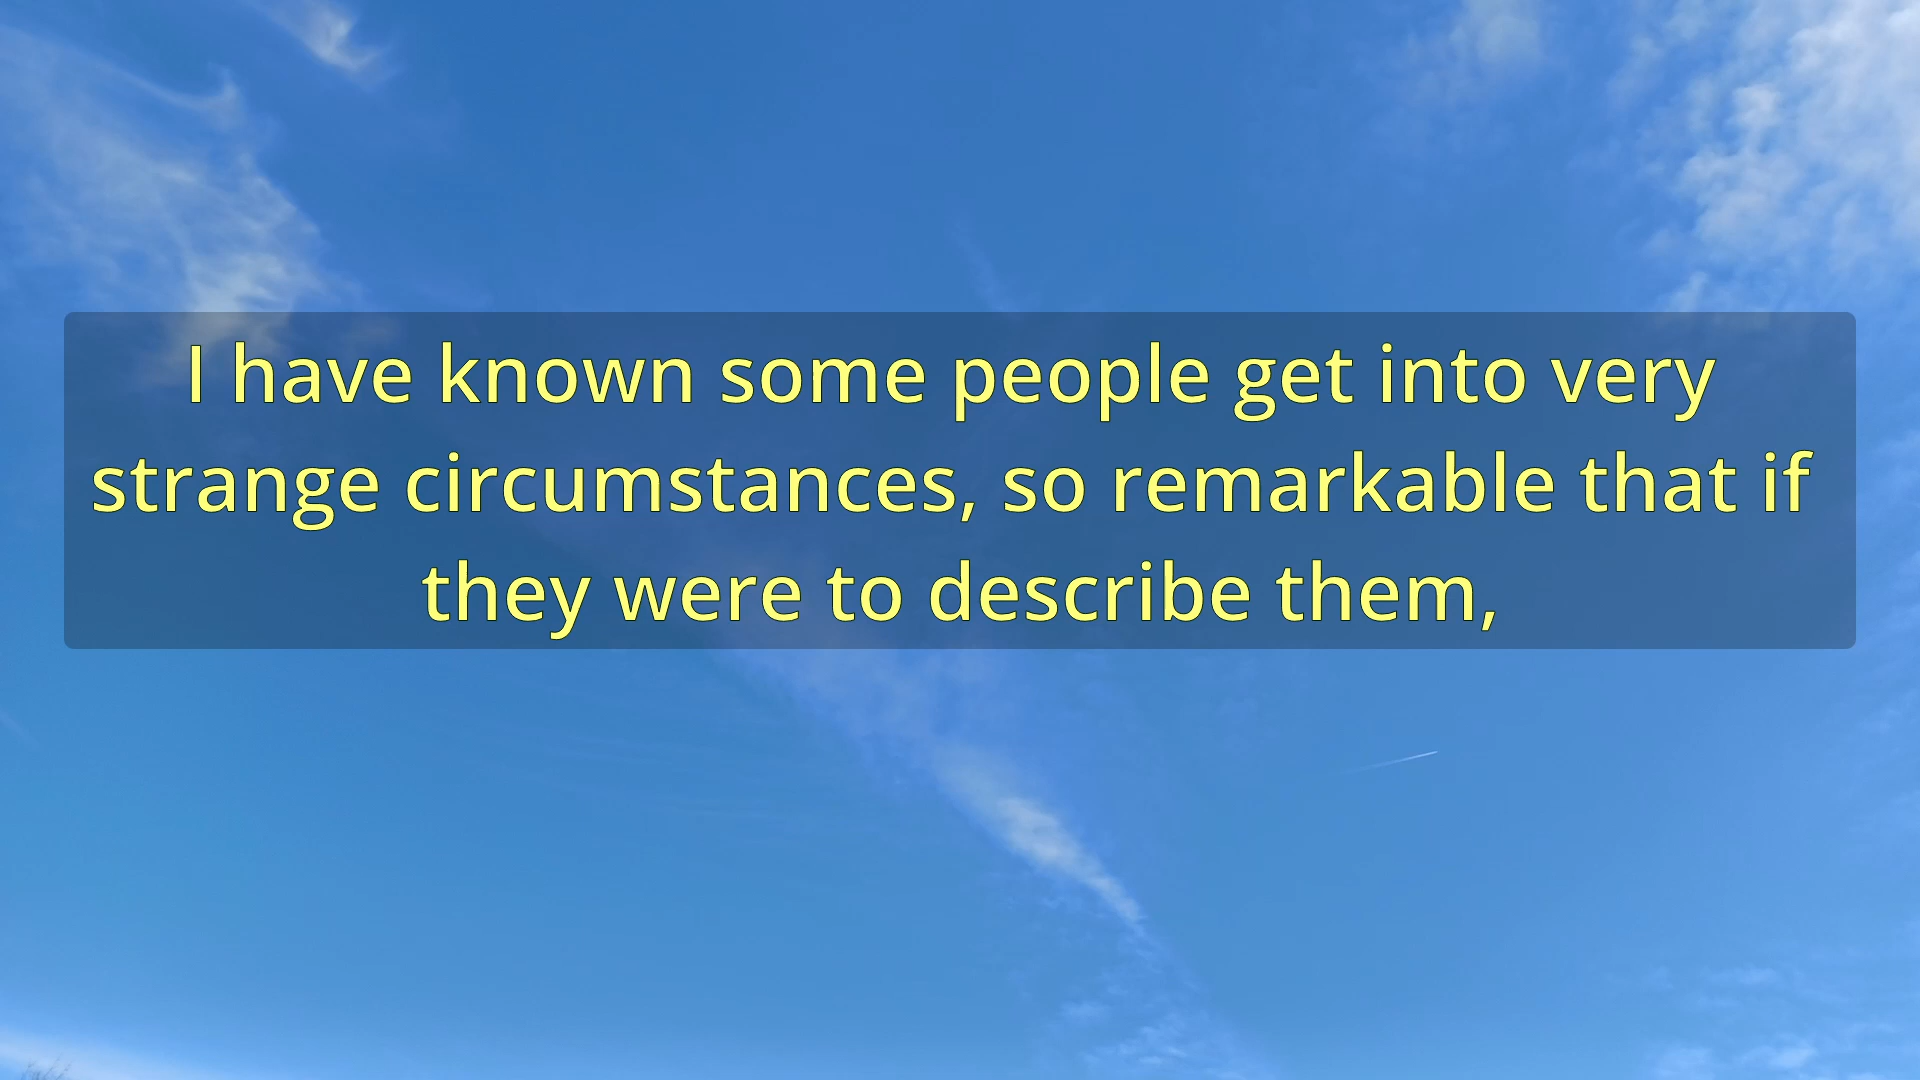 I have known some people get into very
strange circumstances, so remarkable that if
they were to describe them,